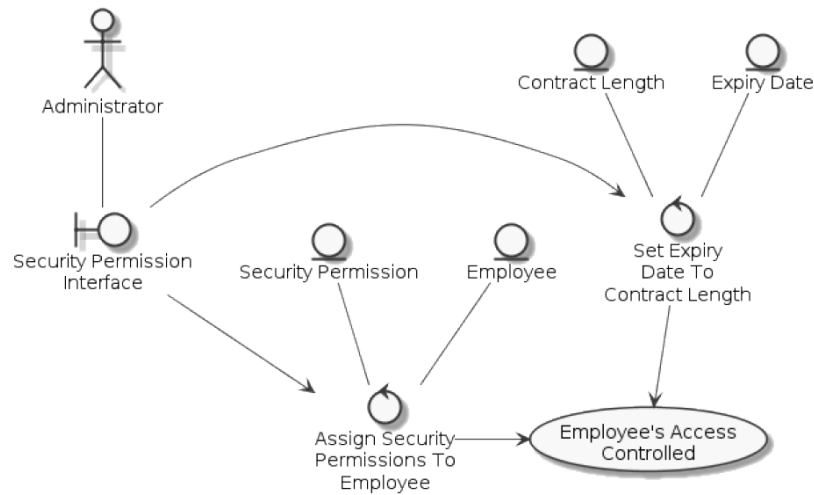 Administrator
Contract Length
Expiry Date
Security Permission
Interface
Security Permission
Employee
Set Expiry
Date To
Contract Length
Assign Security
Permissions To
Employee
Employee's Access
Controlled